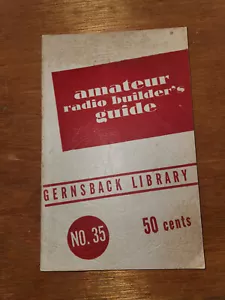 amateur
radio builder's
guide
GERNSBACK LIBRARY
NO. 35
50 cents